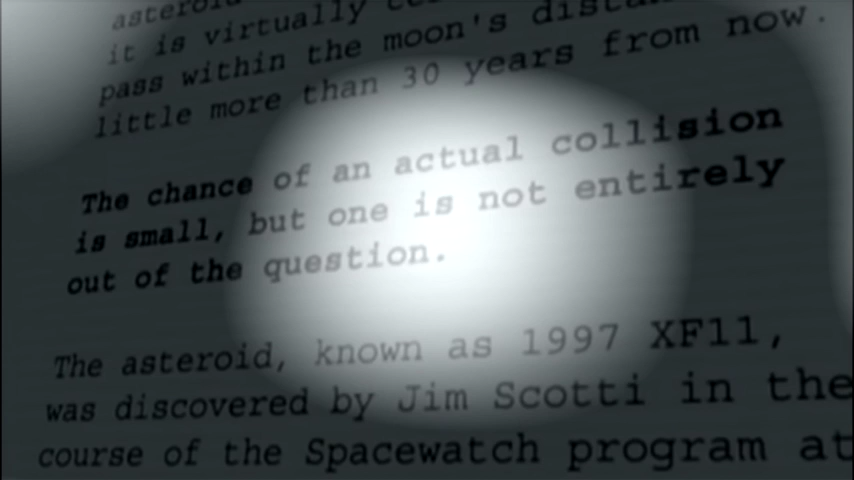 asteroid
it is virtually
pass within the moon's
little more than 30 years from now.
The chance of an actual collision
is small, but one is not entirely
out of the question.
The asteroid, known as 1997 XF11,
was discovered by Jim Scotti in the
course of the Spacewatch program at